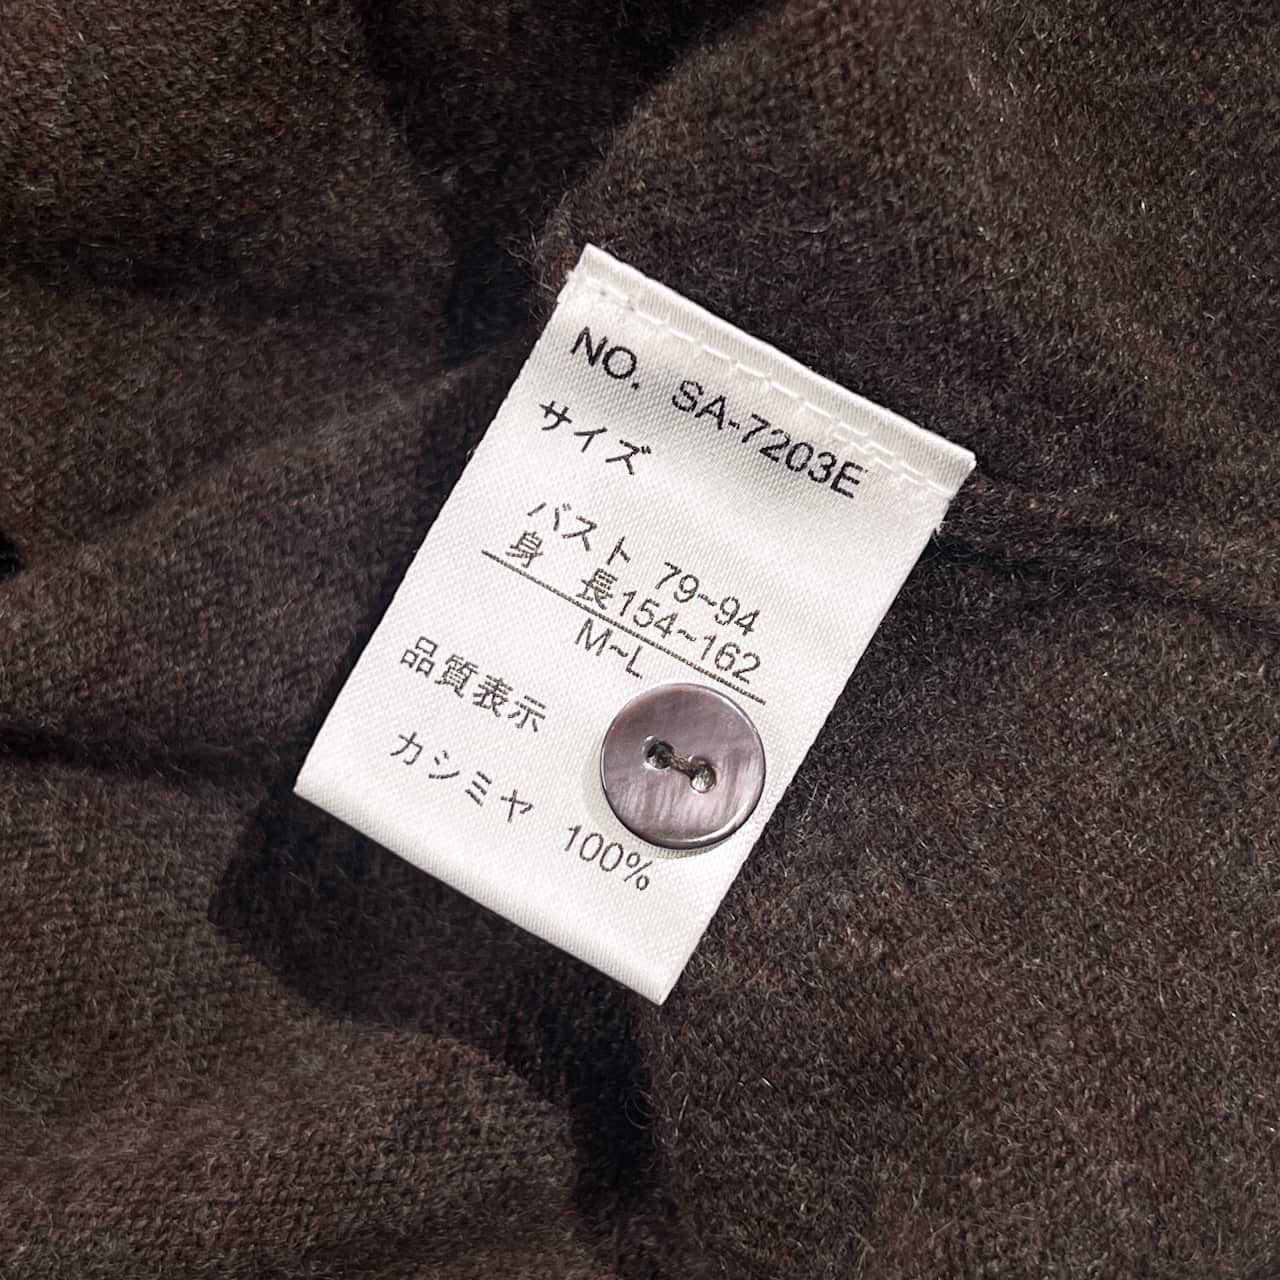 NO. SA-7203E
サイズ
バスト 79~94
身 長154~162
M~L
品質表示
カシミヤ 100%